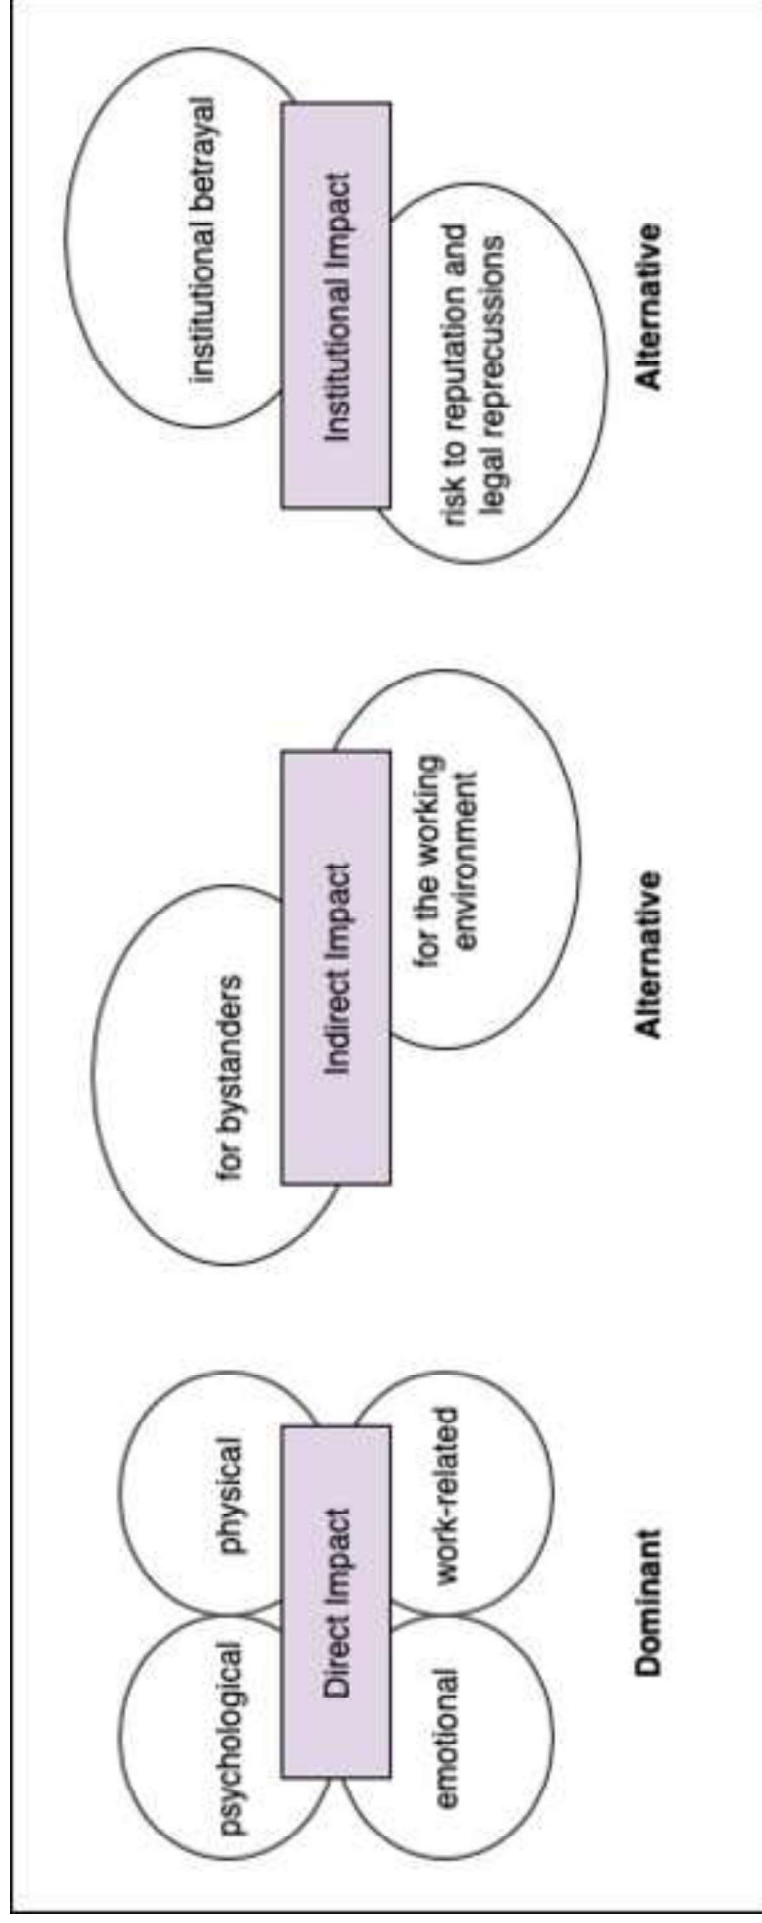 psychological
physical
Direct Impact
emotional
work-related
Dominant
for bystanders
Indirect Impact
for the working
environment
Alternative
institutional betrayal
Institutional Impact
risk to reputation and
legal reprecussions
Alternative